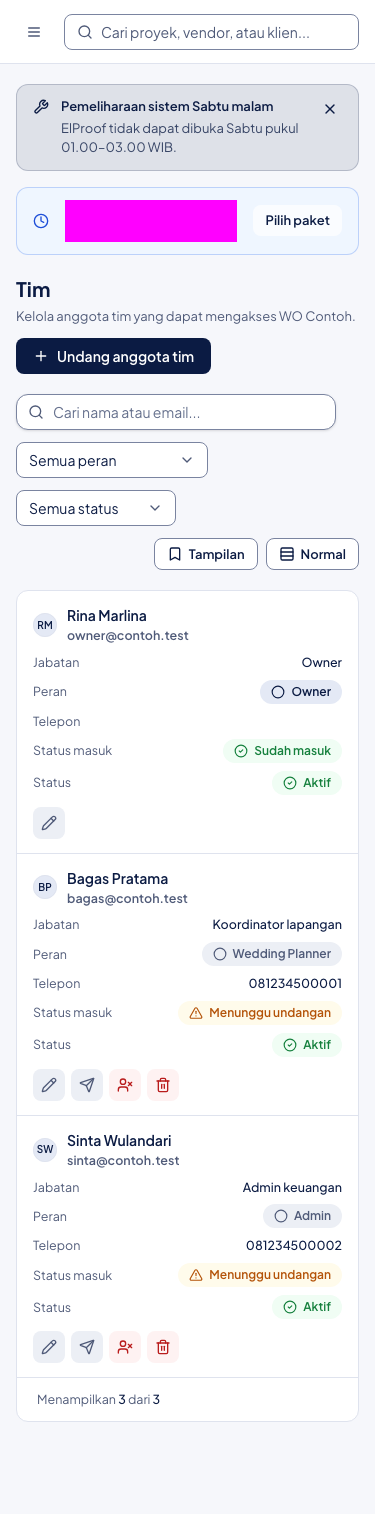 Cari proyek, vendor, atau klien...
Pemeliharaan sistem Sabtu malam
ElProof tidak dapat dibuka Sabtu pukul
01.00–03.00 WIB.
Pilih paket
Tim
Kelola anggota tim yang dapat mengakses WO Contoh.
Undang anggota tim
Cari nama atau email...
Semua peran
Semua status
Tampilan
Normal
RM
Rina Marlina
owner@contoh.test
Jabatan
Owner
Peran
Owner
Telepon
Status masuk
Sudah masuk
Status
Aktif
BP
Bagas Pratama
bagas@contoh.test
Jabatan
Koordinator lapangan
Peran
Wedding Planner
Telepon
081234500001
Status masuk
Menunggu undangan
Status
Aktif
SW
Sinta Wulandari
sinta@contoh.test
Jabatan
Admin keuangan
Peran
Admin
Telepon
081234500002
Status masuk
Menunggu undangan
Status
Aktif
Menampilkan 3 dari 3